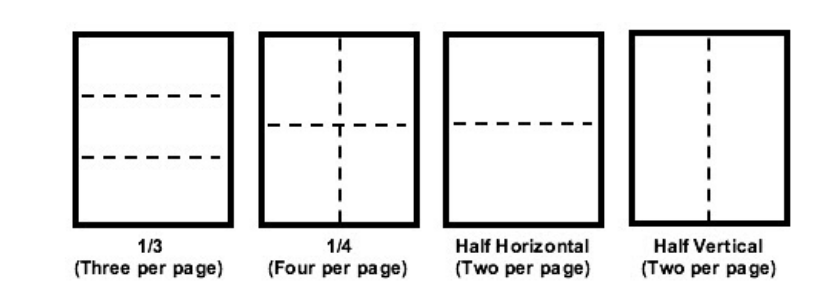 1/3
(Three per page)
1/4
(Four per page)
Half Horizontal
(Two per page)
Half Vertical
(Two per page)